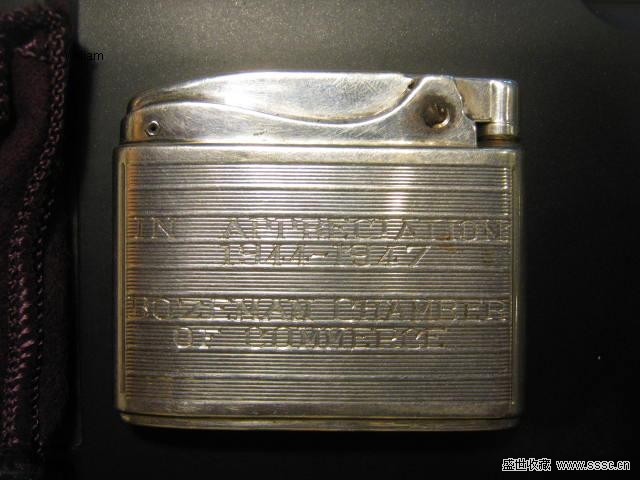 IN APPRECIATION
1944-1947
BOZEMAN CHAMBER
OF COMMERCE
盛世收藏 www.sssc.cn